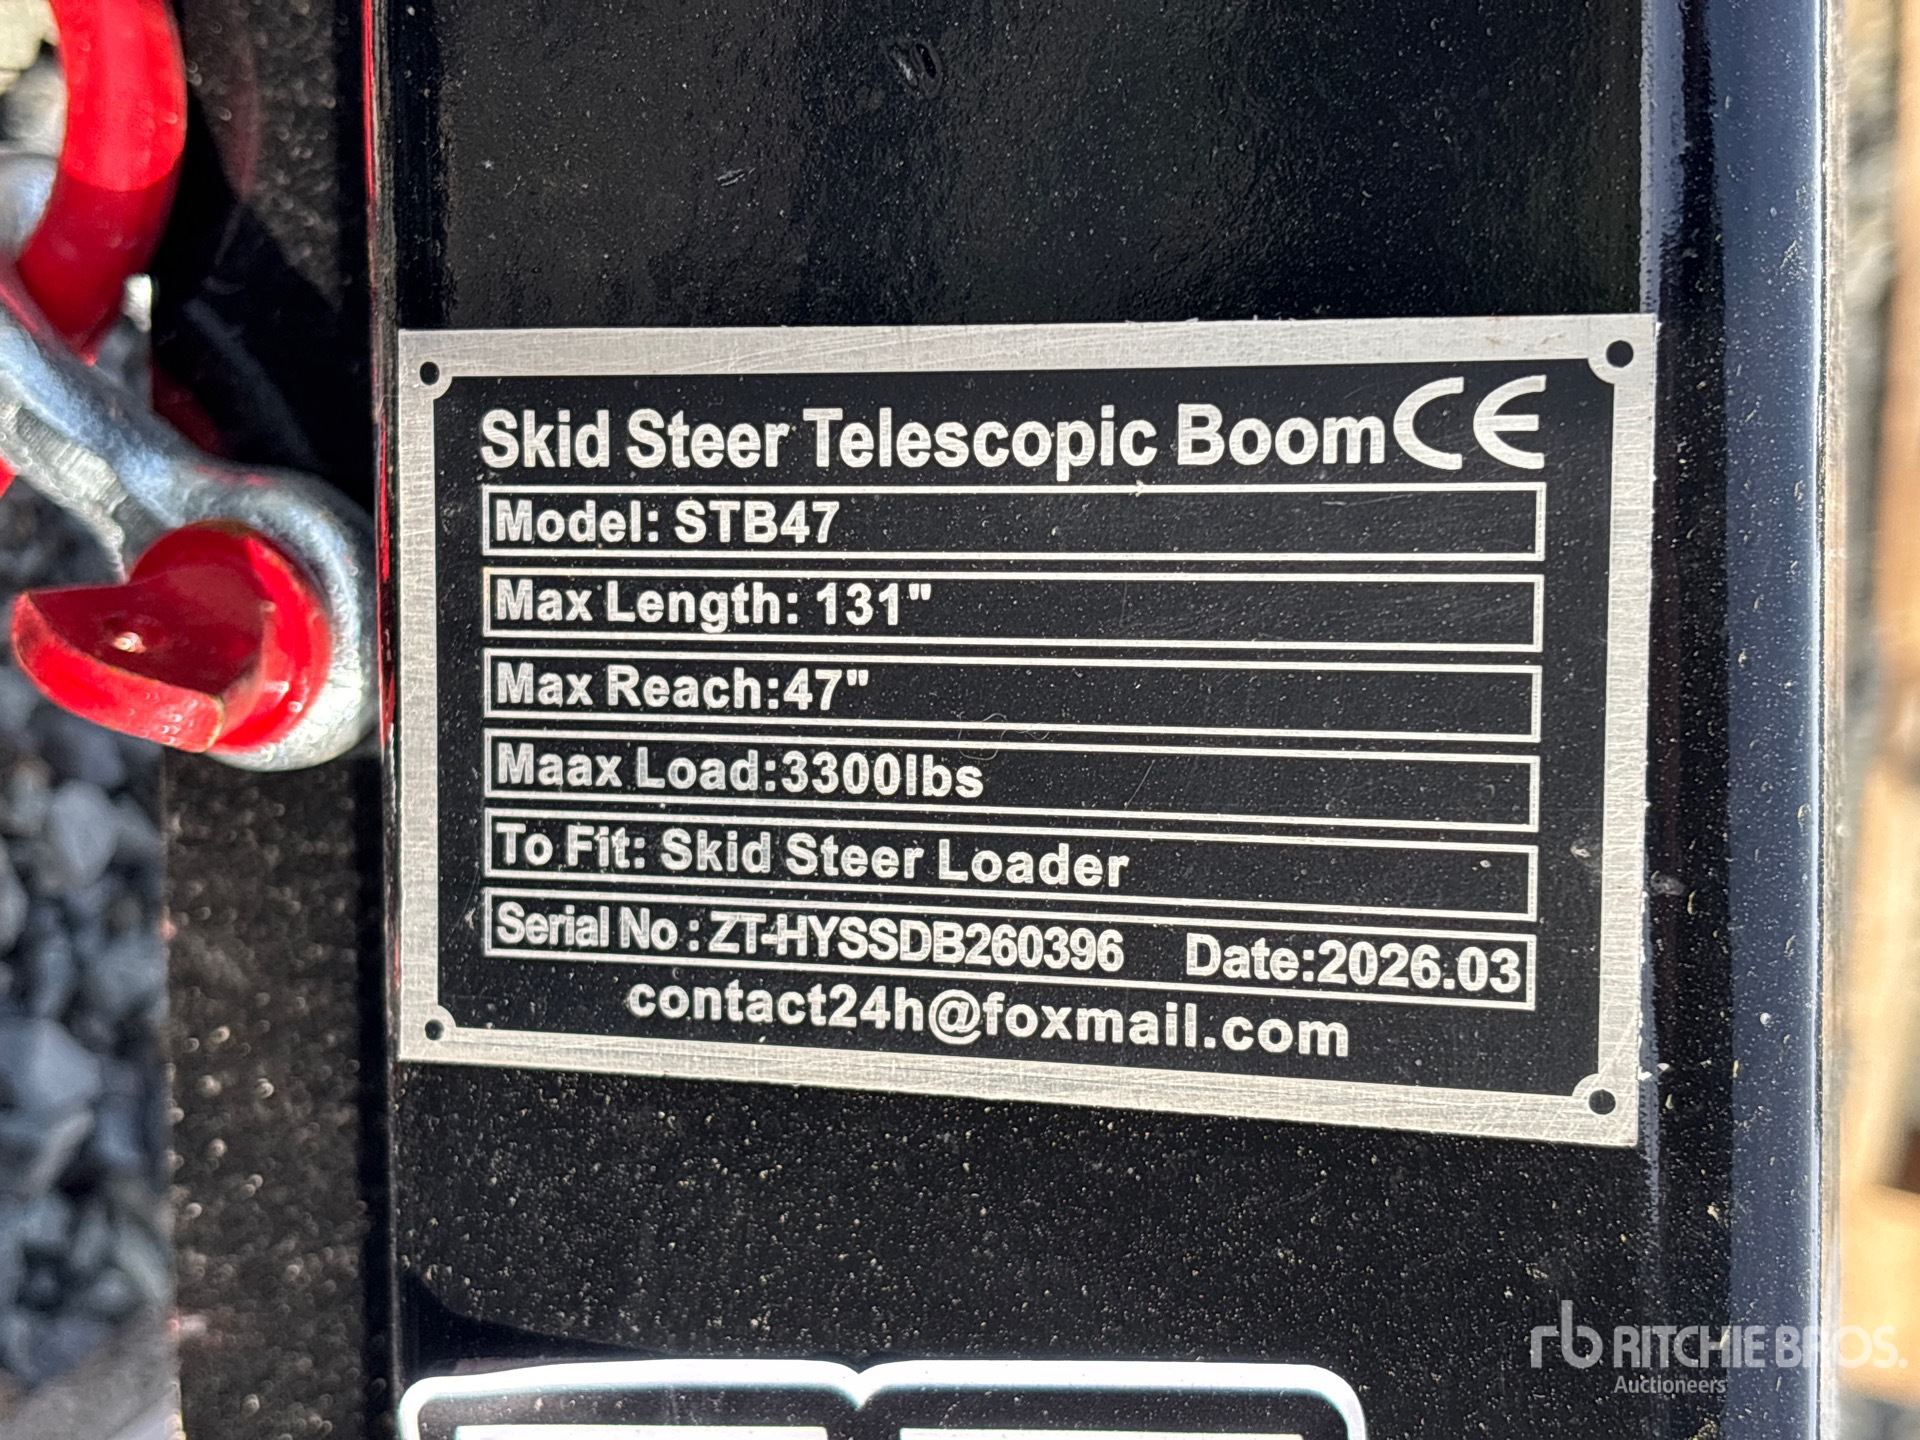 Skid Steer Telescopic Boom CE
Model: STB47
Max Length: 131"
Max Reach:47"
Maax Load:3300lbs
To Fit: Skid Steer Loader
Serial No : ZT-HYSSDB260396 Date:2026.03
contact24h@foxmail.com
rb RITCHIE BROS.
Auctioneers